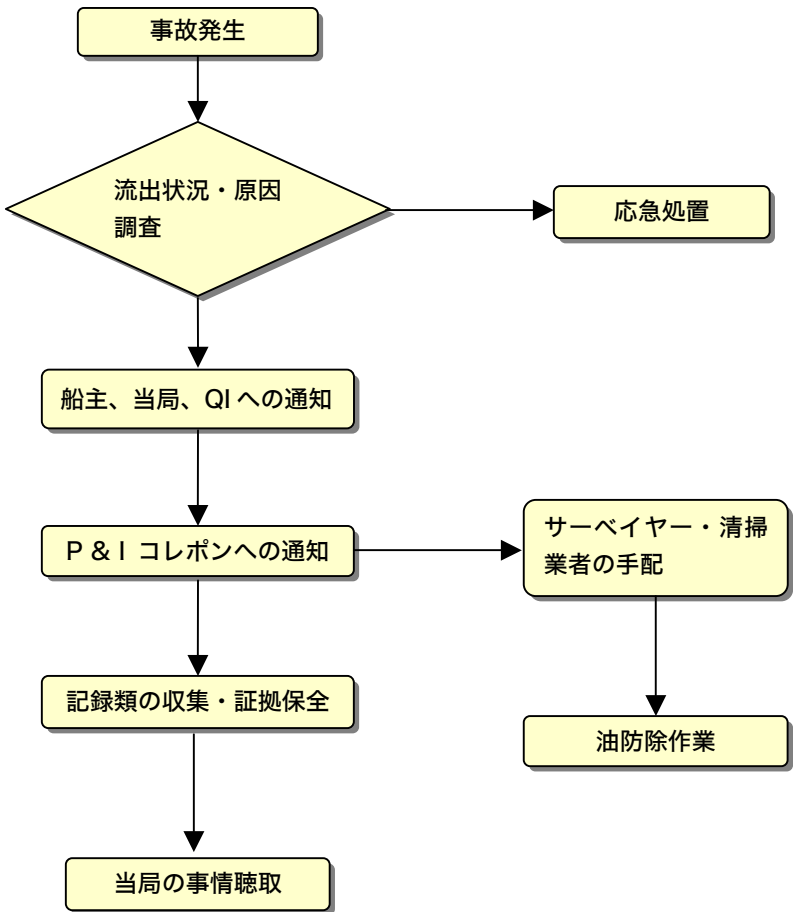 事故発生
流出状況・原因
調査
応急処置
船主、当局、QI への通知
P & I コレポンへの通知
サーベイヤー・清掃
業者の手配
記録類の収集・証拠保全
油防除作業
当局の事情聴取